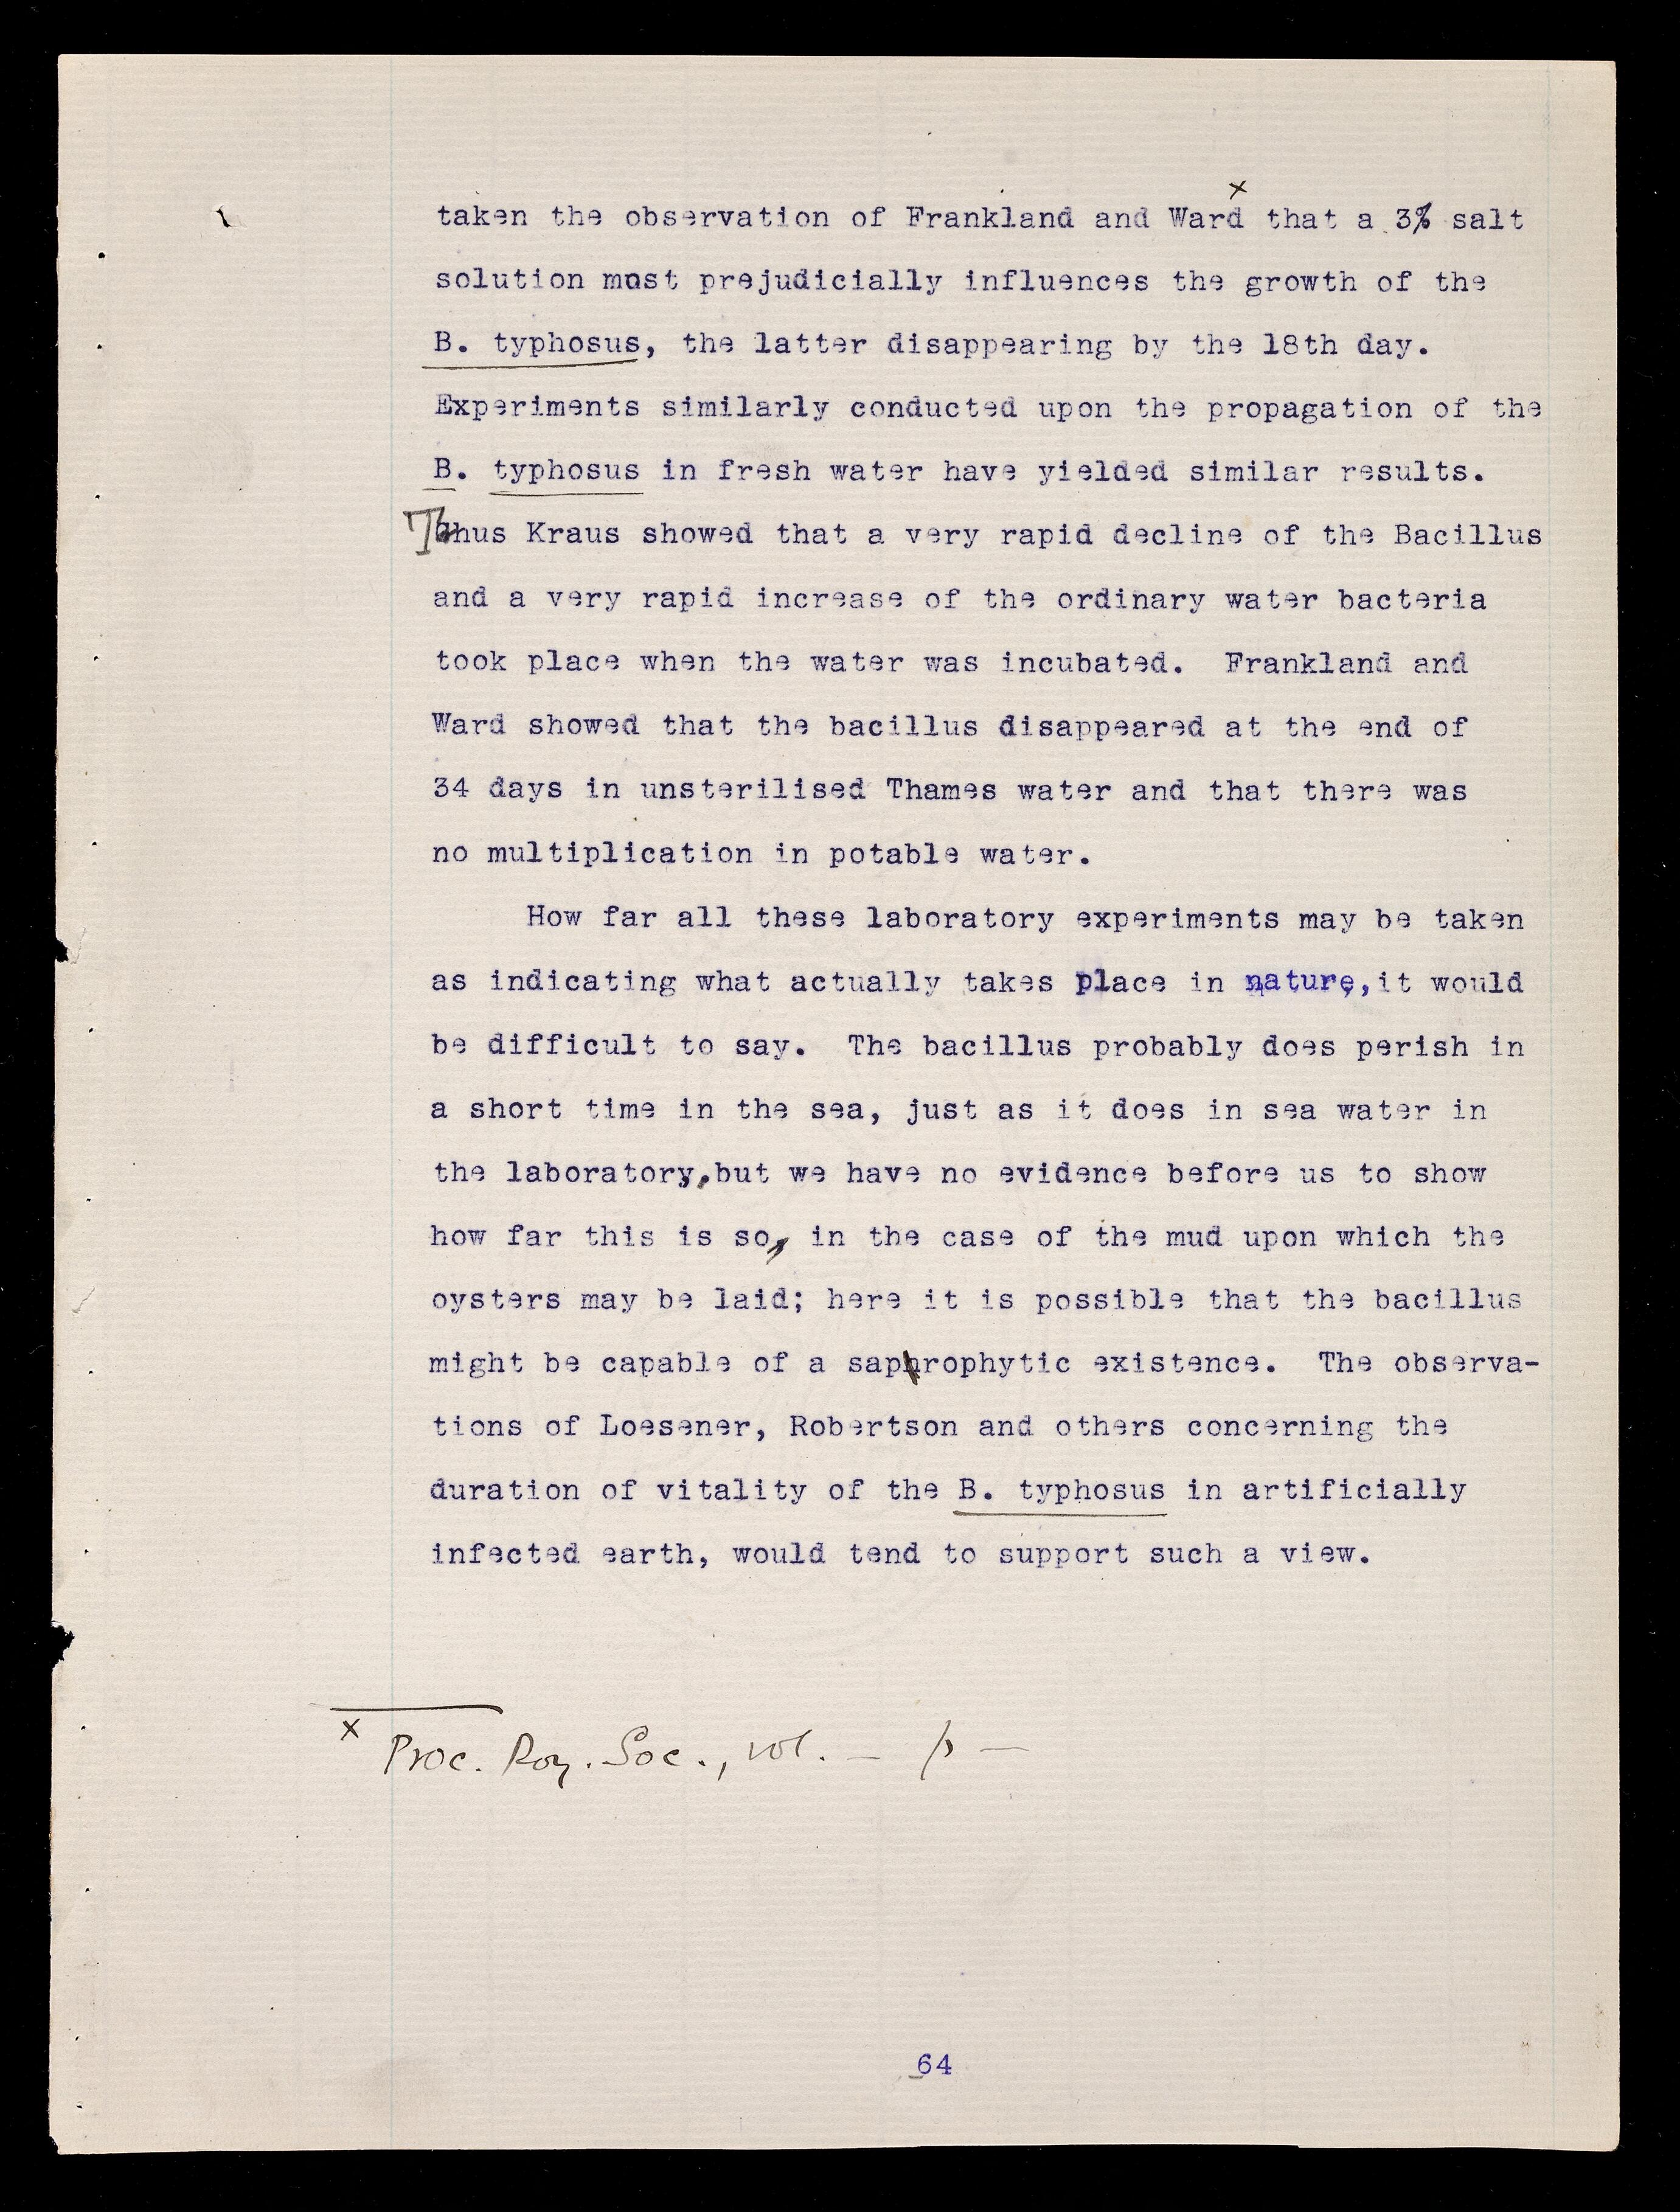 x
taken the observation of Frankland and Ward that a 3% salt
solution most prejudicially influences the growth of the
B. typhosus, the latter disappearing by the 18th day.
Experiments similarly conducted upon the propagation of the
B. typhosus in fresh water have yielded similar results.
Thus Kraus showed that a very rapid decline of the Bacillus
and a very rapid increase of the ordinary water bacteria
took place when the water was incubated. Frankland and
Ward showed that the bacillus disappeared at the end of
34 days in unsterilised Thames water and that there was
no multiplication in potable water.
How far all these laboratory experiments may be taken
as indicating what actually takes place in nature, it would
be difficult to say. The bacillus probably does perish in
a short time in the sea, just as it does in sea water in
the laboratory, but we have no evidence before us to show
how far this is so, in the case of the mud upon which the
oysters may be laid; here it is possible that the bacillus
might be capable of a saprophytic existence. The observa-
tions of Loesener, Robertson and others concerning the
duration of vitality of the B. typhosus in artificially
infected earth, would tend to support such a view.
x Proc. Roy. Soc., vol. — p —
64